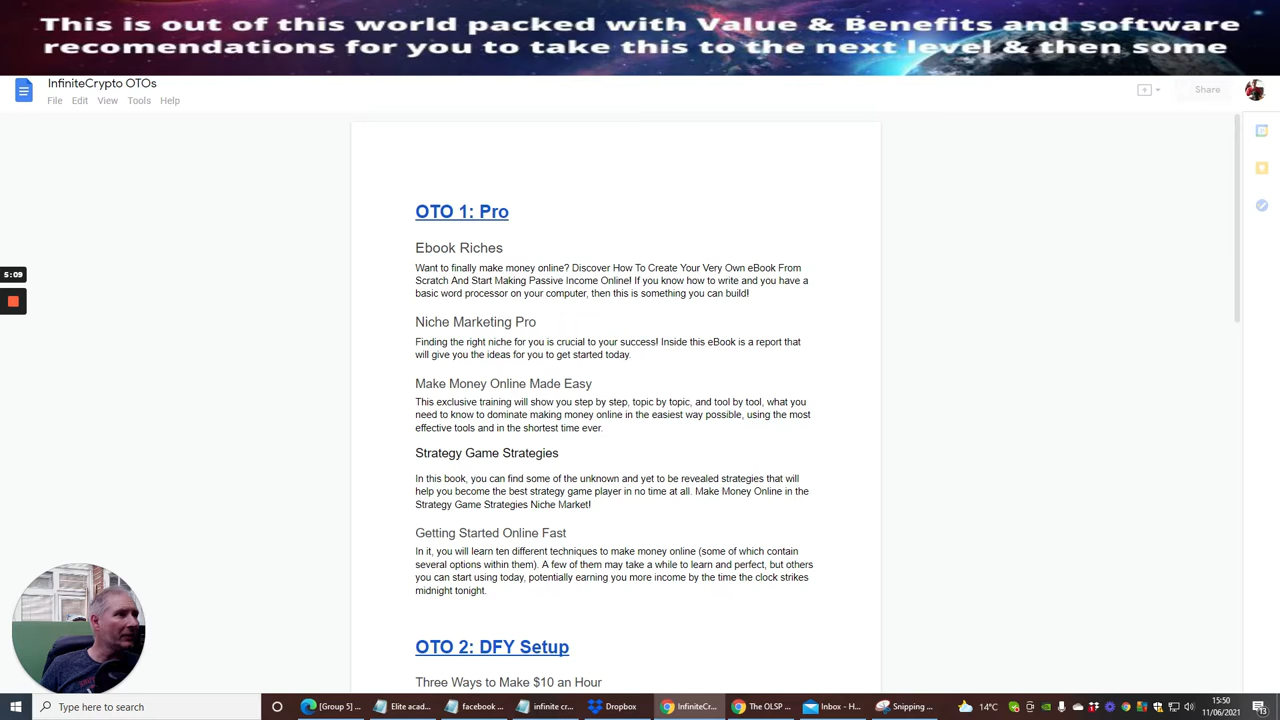 This is out of this world packed with Value & Benefits and software
recomendations for you to take this to the next level & then some
InfiniteCrypto OTOs
File Edit View Tools Help
Share
OTO 1: Pro
Ebook Riches
Want to finally make money online? Discover How To Create Your Very Own eBook From
Scratch And Start Making Passive Income Online! If you know how to write and you have a
basic word processor on your computer, then this is something you can build!
5:09
Niche Marketing Pro
Finding the right niche for you is crucial to your success! Inside this eBook is a report that
will give you the ideas for you to get started today.
Make Money Online Made Easy
This exclusive training will show you step by step, topic by topic, and tool by tool, what you
need to know to dominate making money online in the easiest way possible, using the most
effective tools and in the shortest time ever.
Strategy Game Strategies
In this book, you can find some of the unknown and yet to be revealed strategies that will
help you become the best strategy game player in no time at all. Make Money Online in the
Strategy Game Strategies Niche Market!
Getting Started Online Fast
In it, you will learn ten different techniques to make money online (some of which contain
several options within them). A few of them may take a while to learn and perfect, but others
you can start using today, potentially earning you more income by the time the clock strikes
midnight tonight.
OTO 2: DFY Setup
Three Ways to Make $10 an Hour
Type here to search
[Group 5] ...
Elite acad...
facebook ...
infinite cr...
Dropbox
InfiniteCr...
The OLSP ...
Inbox - H...
Snipping ...
14°C
15:50
11/06/2021